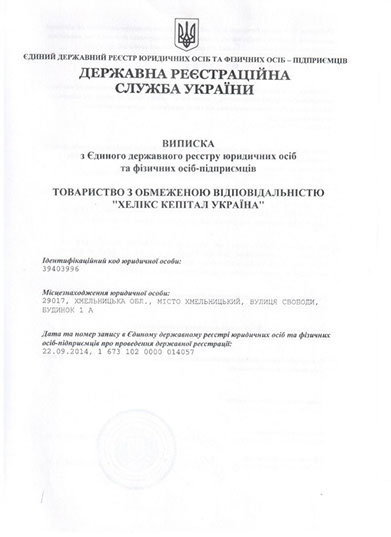 ЄДИНИЙ ДЕРЖАВНИЙ РЕЄСТР ЮРИДИЧНИХ ОСІБ ТА ФІЗИЧНИХ ОСІБ – ПІДПРИЄМЦІВ
ДЕРЖАВНА РЕЄСТРАЦІЙНА
СЛУЖБА УКРАЇНИ
ВИПИСКА
з Єдиного державного реєстру юридичних осіб
та фізичних осіб-підприємців
ТОВАРИСТВО З ОБМЕЖЕНОЮ ВІДПОВІДАЛЬНІСТЮ
"ХЕЛІКС КЕПІТАЛ УКРАЇНА"
Ідентифікаційний код юридичної особи:
39403996
Місцезнаходження юридичної особи:
29017, ХМЕЛЬНИЦЬКА ОБЛ., МІСТО ХМЕЛЬНИЦЬКИЙ, ВУЛИЦЯ СВОБОДИ,
БУДИНОК 1 А
Дата та номер запису в Єдиному державному реєстрі юридичних осіб та фізичних
осіб-підприємців про проведення державної реєстрації:
22.09.2014, 1 673 102 0000 014057